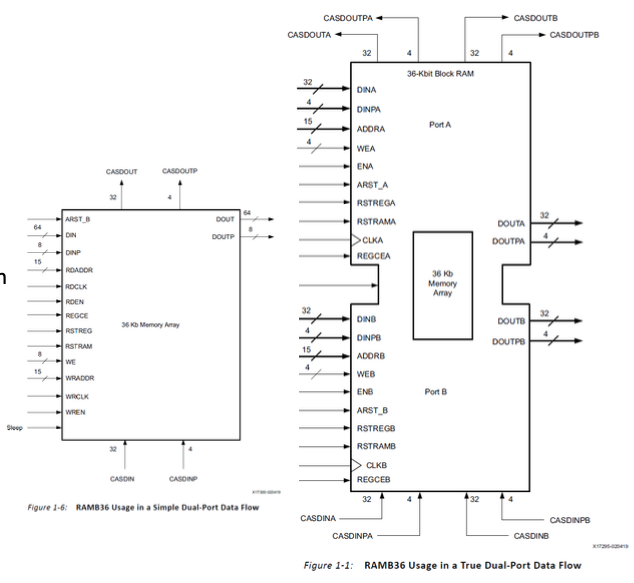 CASDOUT
CASDOUTP
32
4
ARST_B
64
DIN
8
DINP
15
RDADDR
RDCLK
RDEN
REGCE
RSTREG
RSTRAM
8
WE
15
WRADDR
WRCLK
WREN
Sleep
36 Kb Memory Array
DOUT
64
DOUTP
8
32
4
CASDIN
CASDINP
Figure 1-6: RAMB36 Usage in a Simple Dual-Port Data Flow
CASDOUTPA
CASDOUTA
CASDOUTB
CASDOUTPB
32
4
32
4
36-Kbit Block RAM
Port A
32
DINA
4
DINPA
15
ADDRA
4
WEA
ENA
ARST_A
RSTREGA
RSTRAMA
CLKA
REGCEA
DOUTA
32
DOUTPA
4
36 Kb
Memory
Array
32
DINB
4
DINPB
15
ADDRB
4
WEB
ENB
Port B
ARST_B
RSTREGB
RSTRAMB
CLKB
REGCEB
DOUTB
32
DOUTPB
4
32
4
32
4
CASDINA
CASDINPA
CASDINPB
CASDINB
X17295-020419
Figure 1-1: RAMB36 Usage in a True Dual-Port Data Flow